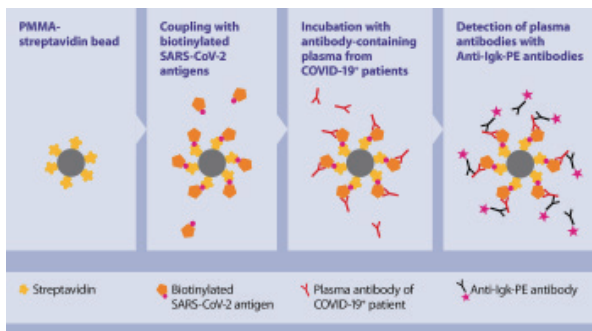 PMMA-
streptavidin bead
Coupling with
biotinylated
SARS-CoV-2
antigens
Incubation with
antibody-containing
plasma from
COVID-19⁺ patients
Detection of plasma
antibodies with
Anti-Igk-PE antibodies
Streptavidin
Biotinylated
SARS-CoV-2 antigen
Plasma antibody of
COVID-19⁺ patient
Anti-Igk-PE antibody